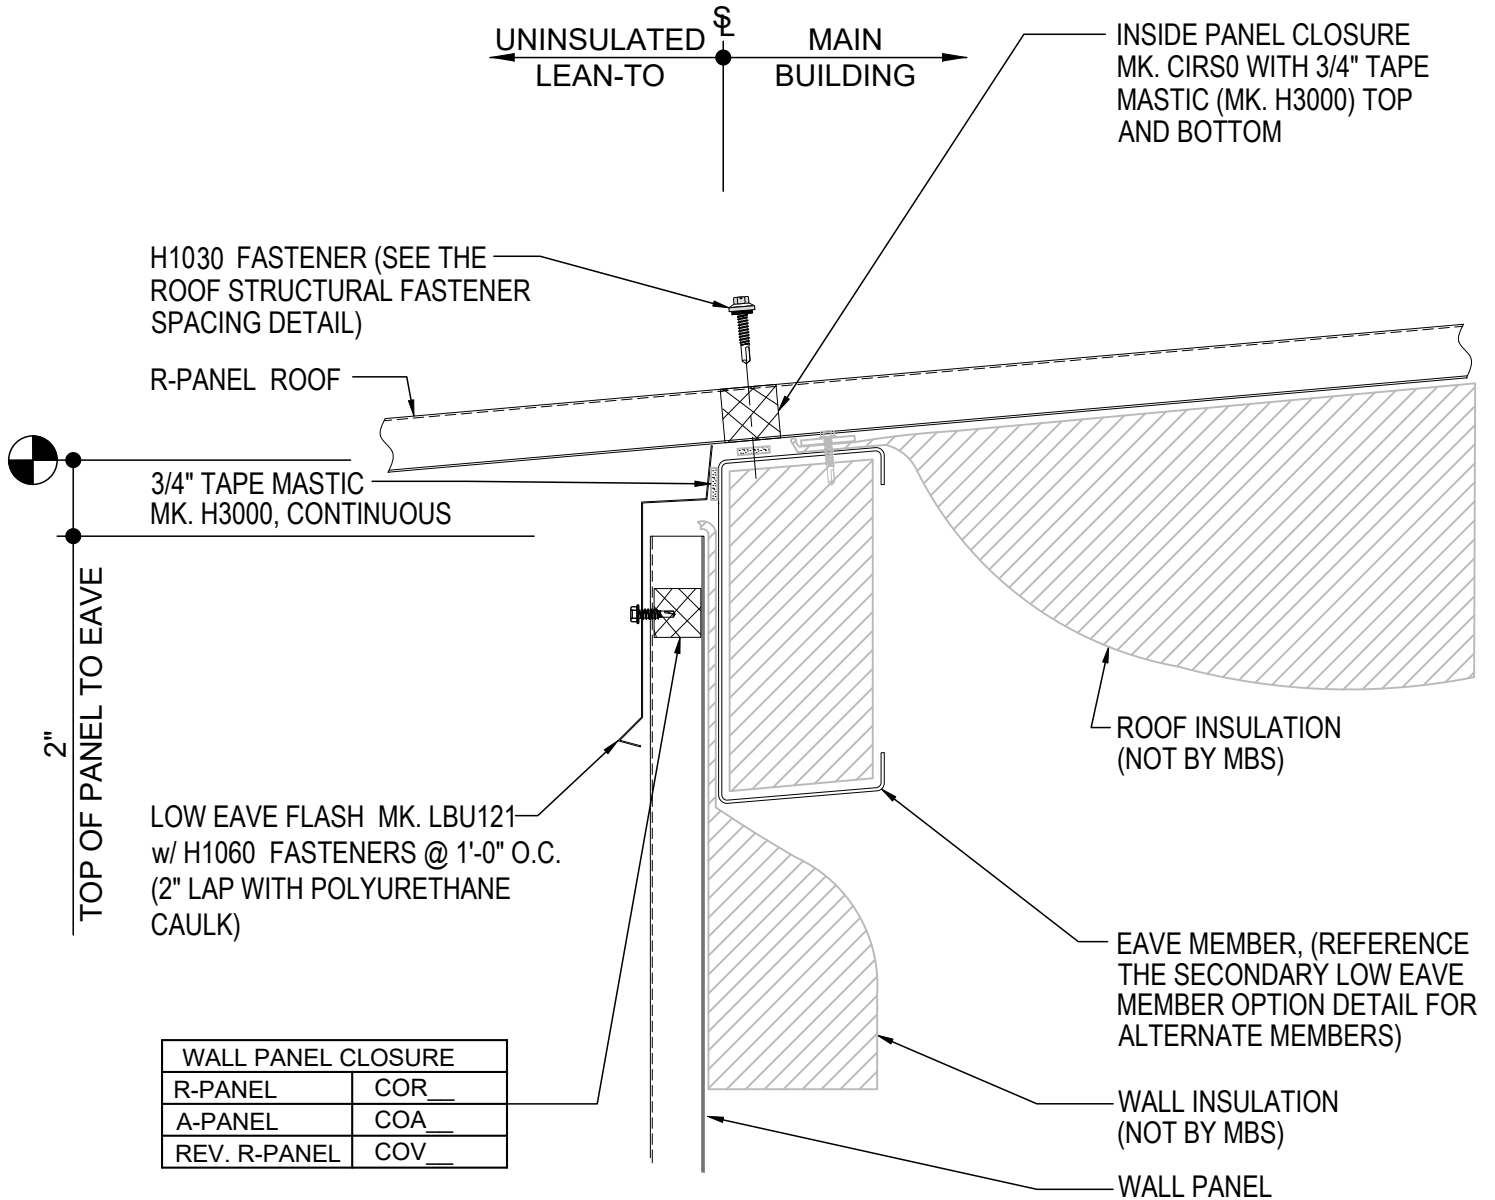 UNINSULATED
LEAN-TO
SL
MAIN
BUILDING
INSIDE PANEL CLOSURE
MK. CIRS0 WITH 3/4" TAPE
MASTIC (MK. H3000) TOP
AND BOTTOM
H1030 FASTENER (SEE THE
ROOF STRUCTURAL FASTENER
SPACING DETAIL)
R-PANEL ROOF
3/4" TAPE MASTIC
MK. H3000, CONTINUOUS
2"
TOP OF PANEL TO EAVE
ROOF INSULATION
(NOT BY MBS)
LOW EAVE FLASH MK. LBU121
w/ H1060 FASTENERS @ 1'-0" O.C.
(2" LAP WITH POLYURETHANE
CAULK)
EAVE MEMBER, (REFERENCE
THE SECONDARY LOW EAVE
MEMBER OPTION DETAIL FOR
ALTERNATE MEMBERS)
WALL PANEL CLOSURE
R-PANEL COR__
A-PANEL COA__
REV. R-PANEL COV__
WALL INSULATION
(NOT BY MBS)
WALL PANEL